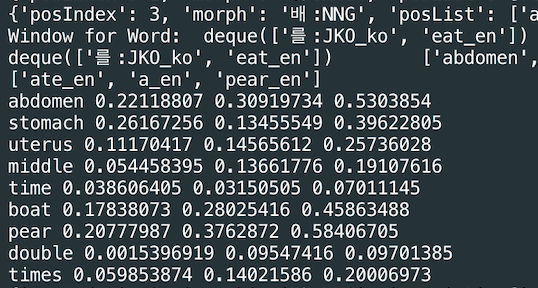 {'posIndex': 3, 'morph': '배:NNG', 'posList': ['a
Window for Word:  deque(['를:JKO_ko', 'eat_en'])
deque(['를:JKO_ko', 'eat_en'])        ['abdomen',
['ate_en', 'a_en', 'pear_en']
abdomen 0.22118807 0.30919734 0.5303854
stomach 0.26167256 0.13455549 0.39622805
uterus 0.11170417 0.14565612 0.25736028
middle 0.054458395 0.13661776 0.19107616
time 0.038606405 0.03150505 0.07011145
boat 0.17838073 0.28025416 0.45863488
pear 0.20777987 0.3762872 0.58406705
double 0.0015396919 0.09547416 0.09701385
times 0.059853874 0.14021586 0.20006973